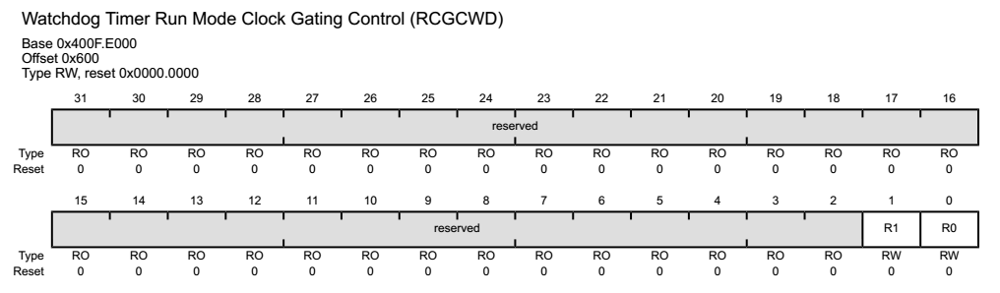 Watchdog Timer Run Mode Clock Gating Control (RCGCWD)
Base 0x400F.E000
Offset 0x600
Type RW, reset 0x0000.0000
31 30 29 28 27 26 25 24 23 22 21 20 19 18 17 16
reserved
Type RO RO RO RO RO RO RO RO RO RO RO RO RO RO RO RO
Reset 0 0 0 0 0 0 0 0 0 0 0 0 0 0 0 0
15 14 13 12 11 10 9 8 7 6 5 4 3 2 1 0
reserved R1 R0
Type RO RO RO RO RO RO RO RO RO RO RO RO RO RO RW RW
Reset 0 0 0 0 0 0 0 0 0 0 0 0 0 0 0 0